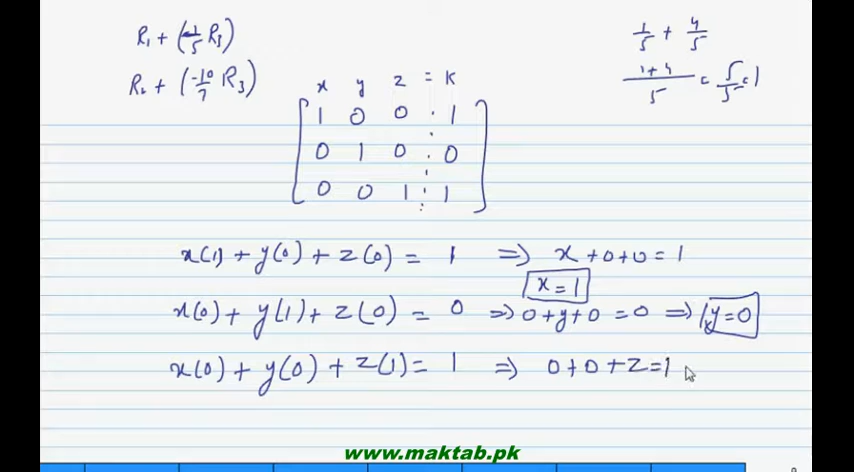 R₁ + (-1/5 R₃)
R₂ + (-10/7 R₃)
1/5 + 4/5
1+4/5 = 5/5 = 1
x y z = K
1 0 0 : 1
0 1 0 : 0
0 0 1 : 1
x(1) + y(0) + z(0) = 1 ⇒ x + 0 + 0 = 1
x = 1
x(0) + y(1) + z(0) = 0 ⇒ 0 + y + 0 = 0 ⇒ y = 0
x(0) + y(0) + z(1) = 1 ⇒ 0 + 0 + z = 1
www.maktab.pk